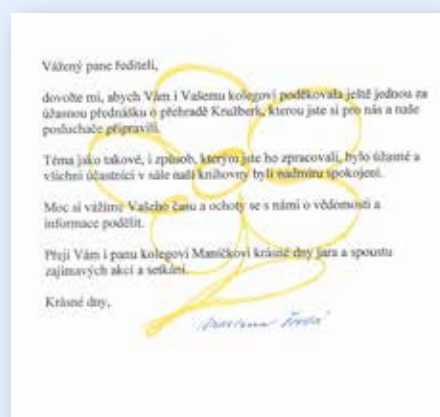 Vážený pane řediteli,
dovolte mi, abych Vám i Vašemu kolegovi poděkovala ještě jednou za
úžasnou přednášku o přehradě Kružberk, kterou jste si pro nás a naše
posluchače připravili.
Téma jako takové, i způsob, kterým jste ho zpracovali, bylo úžasné a
všichni účastníci v sále naší knihovny byli nadmíru spokojení.
Moc si vážíme Vašeho času a ochoty se s námi o vědomosti a
informace podělit.
Přeji Vám i panu kolegovi Maníčkovi krásné dny jara a spoustu
zajímavých akcí a setkání.
Krásné dny,